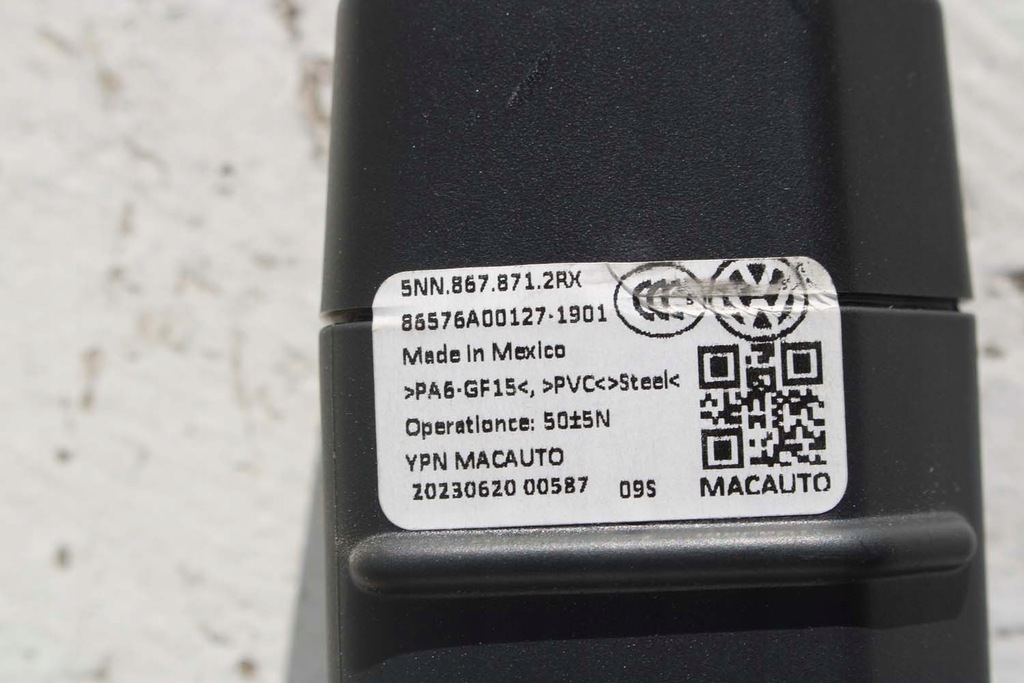 5NN.867.871.2RX
86576A00127-1901
Made in Mexico
>PA6-GF15<, >PVC<>Steel<
Operationce: 50±5N
YPN MACAUTO
20230620 00587 09S
MACAUTO